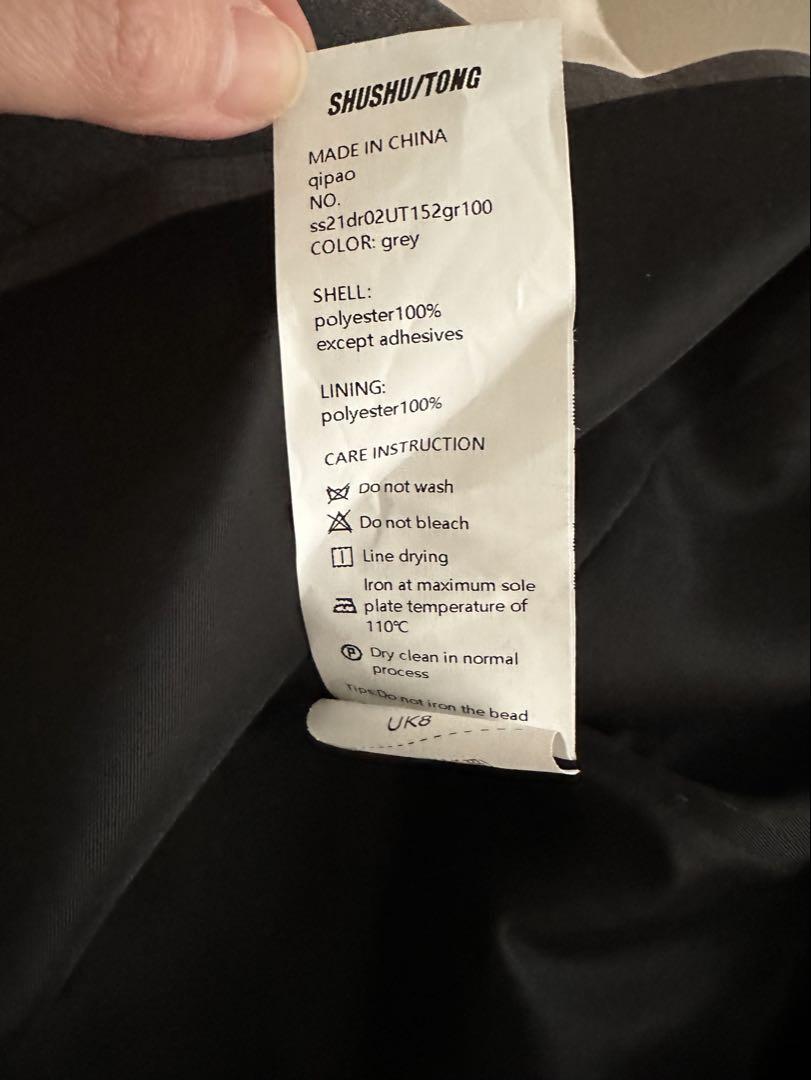 SHUSHU/TONG
MADE IN CHINA
qipao
NO.
ss21dr02UT152gr100
COLOR: grey
SHELL:
polyester100%
except adhesives
LINING:
polyester100%
CARE INSTRUCTION
Do not wash
Do not bleach
Line drying
Iron at maximum sole
plate temperature of
110℃
P Dry clean in normal
process
Tips:Do not iron the bead
UK8